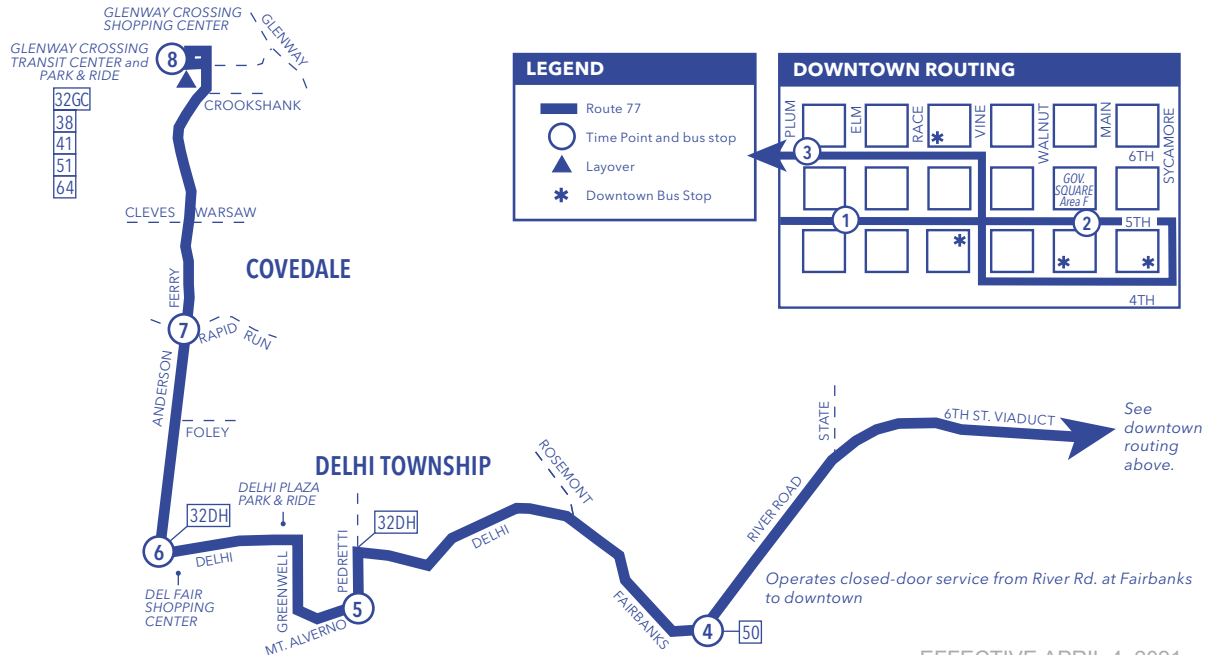 GLENWAY CROSSING
SHOPPING CENTER
GLENWAY
GLENWAY CROSSING
TRANSIT CENTER and
PARK & RIDE
8
32GC
38
41
51
64
CROOKSHANK
CLEVES
WARSAW
COVEDALE
FERRY
7
RAPID
RUN
ANDERSON
FOLEY
DELHI TOWNSHIP
DELHI PLAZA
PARK & RIDE
32DH
6
DELHI
DEL FAIR
SHOPPING
CENTER
GREENWELL
MT. ALVERNO
PEDRETTI
5
32DH
DELHI
ROSEMONT
FAIRBANKS
4
50
RIVER ROAD
STATE
6TH ST. VIADUCT
See
downtown
routing
above.
Operates closed-door service from River Rd. at Fairbanks
to downtown
LEGEND
Route 77
Time Point and bus stop
Layover
Downtown Bus Stop
DOWNTOWN ROUTING
PLUM
ELM
RACE
VINE
WALNUT
MAIN
SYCAMORE
3
6TH
GOV.
SQUARE
Area F
1
2
5TH
4TH